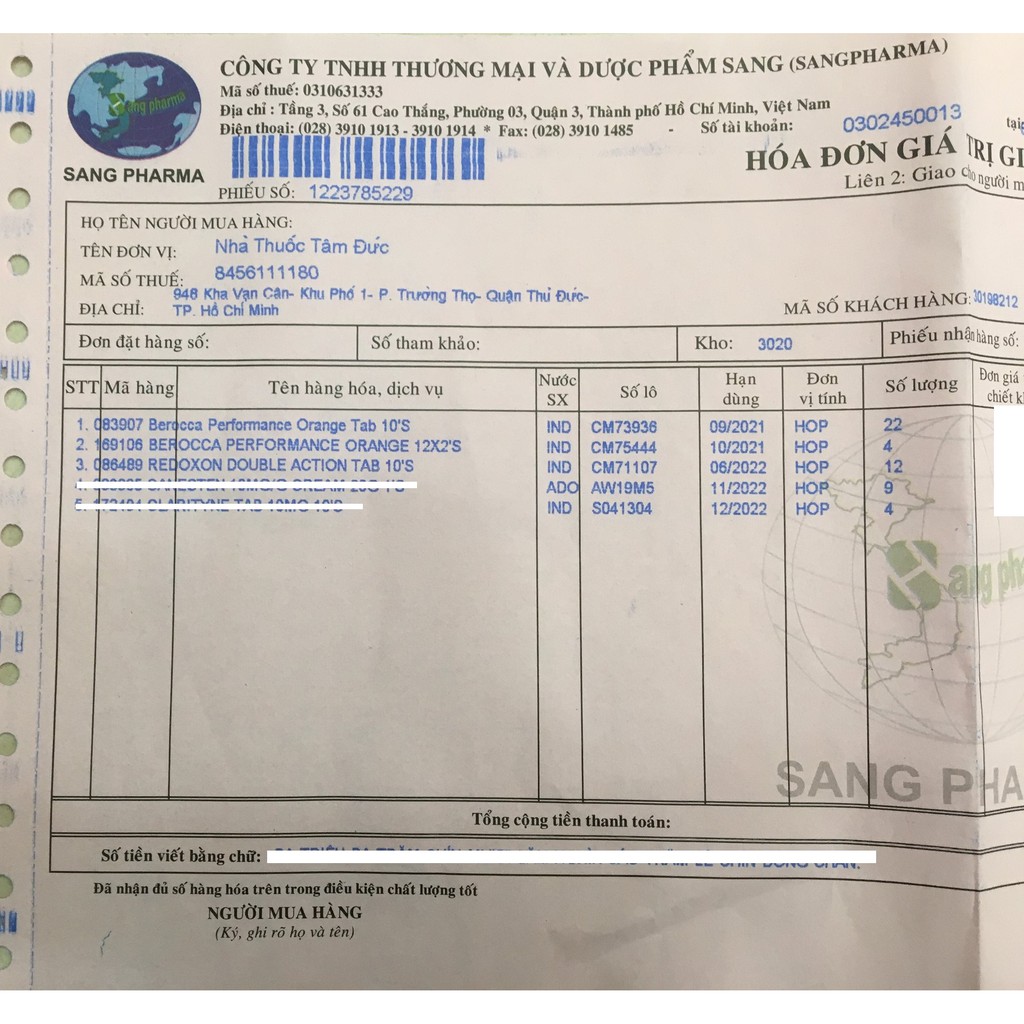 CÔNG TY TNHH THƯƠNG MẠI VÀ DƯỢC PHẨM SANG (SANGPHARMA)
Mã số thuế: 0310631333
Địa chỉ : Tầng 3, Số 61 Cao Thắng, Phường 03, Quận 3, Thành phố Hồ Chí Minh, Việt Nam
Điện thoại: (028) 3910 1913 - 3910 1914 * Fax: (028) 3910 1485 - Số tài khoản: 0302450013 tại
Sang pharma
SANG PHARMA
HÓA ĐƠN GIÁ TRỊ GI
Liên 2: Giao cho người m
PHIẾU SỐ: 1223785229
HỌ TÊN NGƯỜI MUA HÀNG:
TÊN ĐƠN VỊ: Nhà Thuốc Tâm Đức
MÃ SỐ THUẾ: 8456111180
ĐỊA CHỈ: 948 Kha Vạn Cân- Khu Phố 1- P. Trường Thọ- Quận Thủ Đức-
TP. Hồ Chí Minh
MÃ SỐ KHÁCH HÀNG: 30198212
Đơn đặt hàng số: Số tham khảo: Kho: 3020 Phiếu nhận hàng số:
STT Mã hàng Tên hàng hóa, dịch vụ Nước SX Số lô Hạn dùng Đơn vị tính Số lượng Đơn giá chiết k
1. 083907 Berocca Performance Orange Tab 10'S IND CM73936 09/2021 HOP 22
2. 169106 BEROCCA PERFORMANCE ORANGE 12X2'S IND CM75444 10/2021 HOP 4
3. 086489 REDOXON DOUBLE ACTION TAB 10'S IND CM71107 06/2022 HOP 12
ADO AW19M5 11/2022 HOP 9
IND S041304 12/2022 HOP 4
Sang pha
SANG PHA
Tổng cộng tiền thanh toán:
Số tiền viết bằng chữ:
Đã nhận đủ số hàng hóa trên trong điều kiện chất lượng tốt
NGƯỜI MUA HÀNG
(Ký, ghi rõ họ và tên)